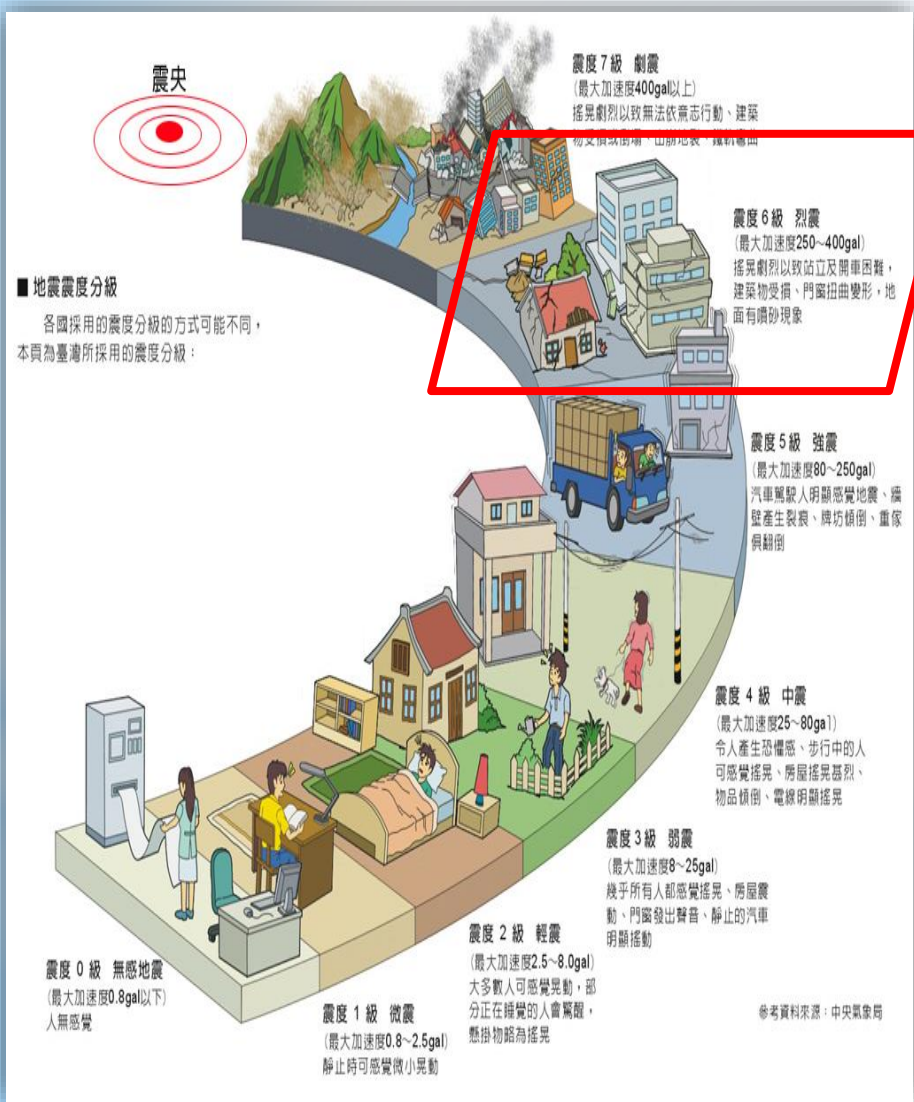 震央
震度 7 級 劇震
(最大加速度400gal以上)
搖晃劇烈以致無法依意志行動、建築
震度 6 級 烈震
(最大加速度250～400gal)
搖晃劇烈以致站立及開車困難，
建築物受損、門窗扭曲變形，地
面有噴砂現象
■ 地震震度分級
各國採用的震度分級的方式可能不同，
本頁為臺灣所採用的震度分級：
震度 5 級 強震
(最大加速度80～250gal)
汽車駕駛人明顯感覺地震、牆
壁產生裂痕、牌坊傾倒、重傢
俱翻倒
震度 4 級 中震
(最大加速度25～80gal)
令人產生恐懼感、步行中的人
可感覺搖晃、房屋搖晃甚烈、
物品傾倒、電線明顯搖晃
震度 3 級 弱震
(最大加速度8～25gal)
幾乎所有人都感覺搖晃、房屋震
動、門窗發出聲音、靜止的汽車
明顯搖動
震度 2 級 輕震
(最大加速度2.5～8.0gal)
大多數人可感覺晃動，部
分正在睡覺的人會驚醒，
懸掛物略為搖晃
震度 1 級 微震
(最大加速度0.8～2.5gal)
靜止時可感覺微小晃動
震度 0 級 無感地震
(最大加速度0.8gal以下)
人無感覺
參考資料來源：中央氣象局